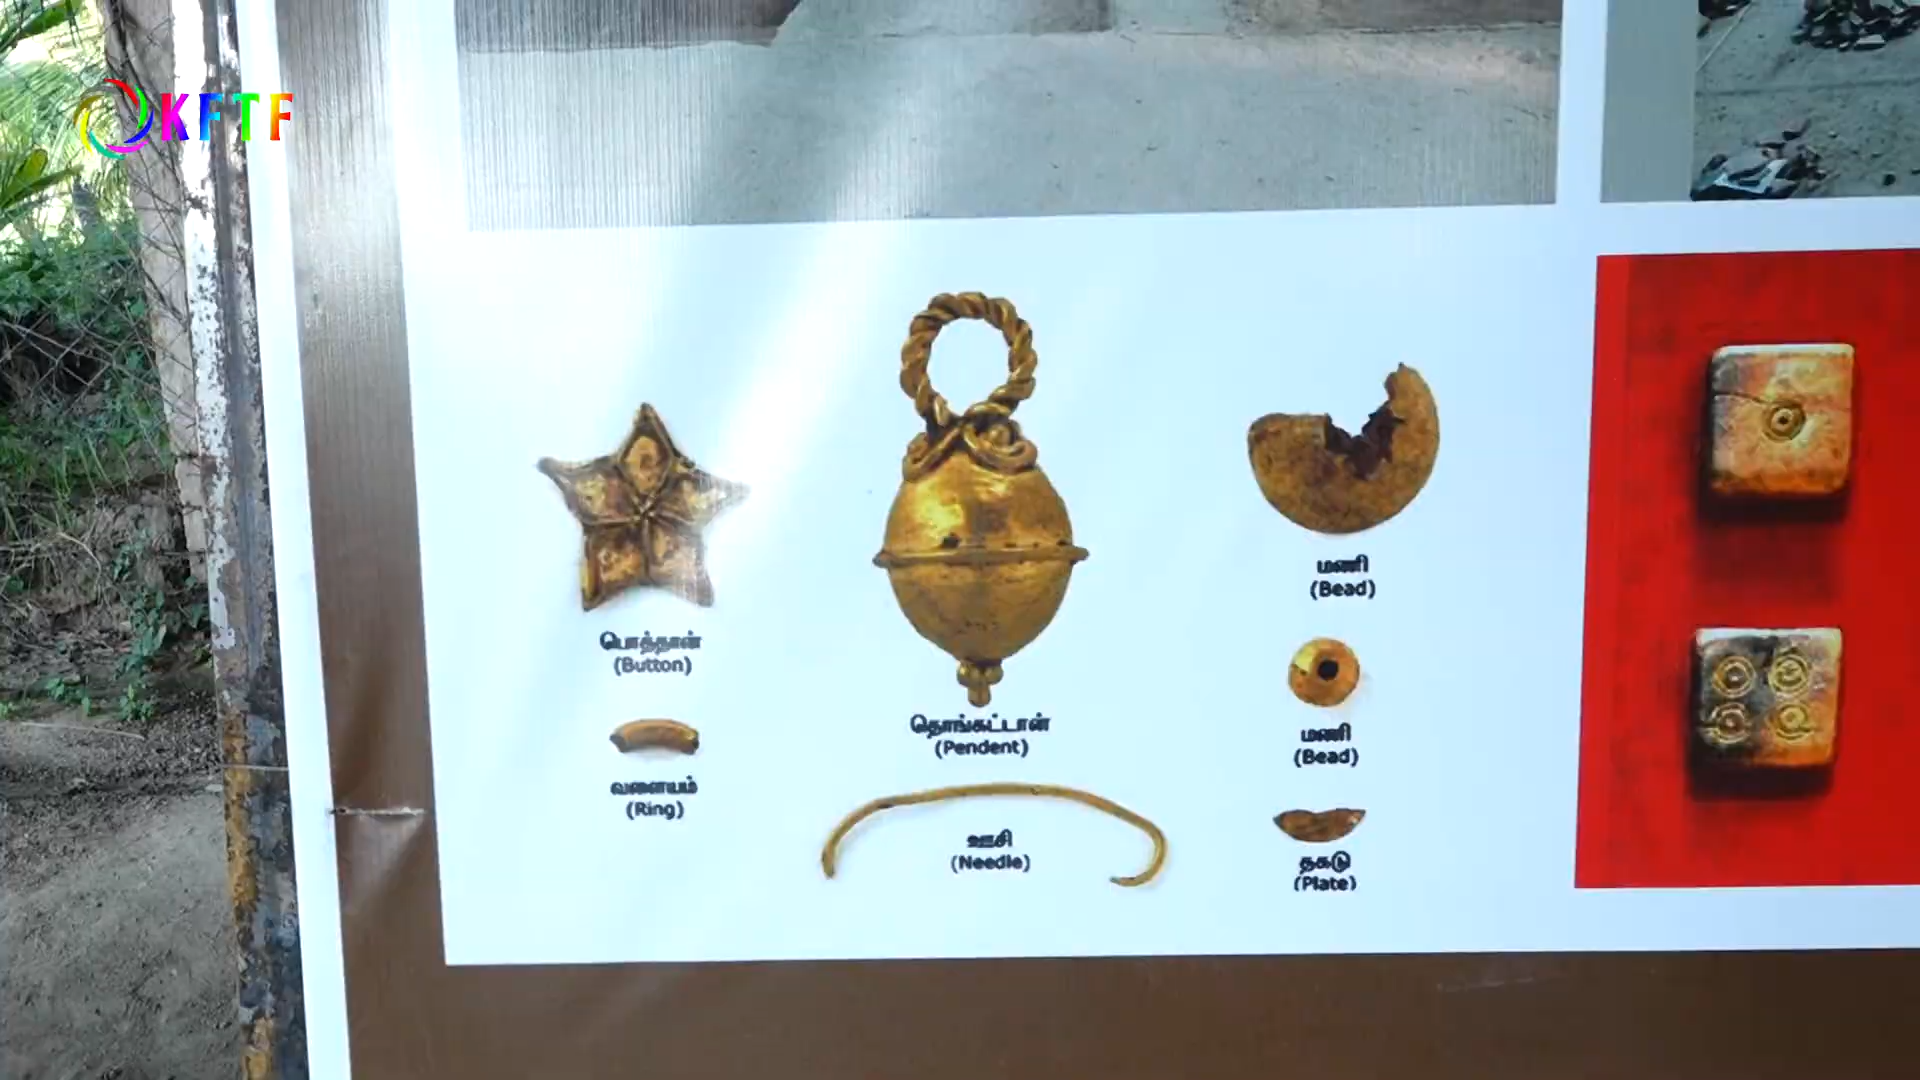 KFTF
பொத்தான்
(Button)
வளையம்
(Ring)
தொங்கட்டான்
(Pendent)
ஊசி
(Needle)
மணி
(Bead)
மணி
(Bead)
தகடு
(Plate)